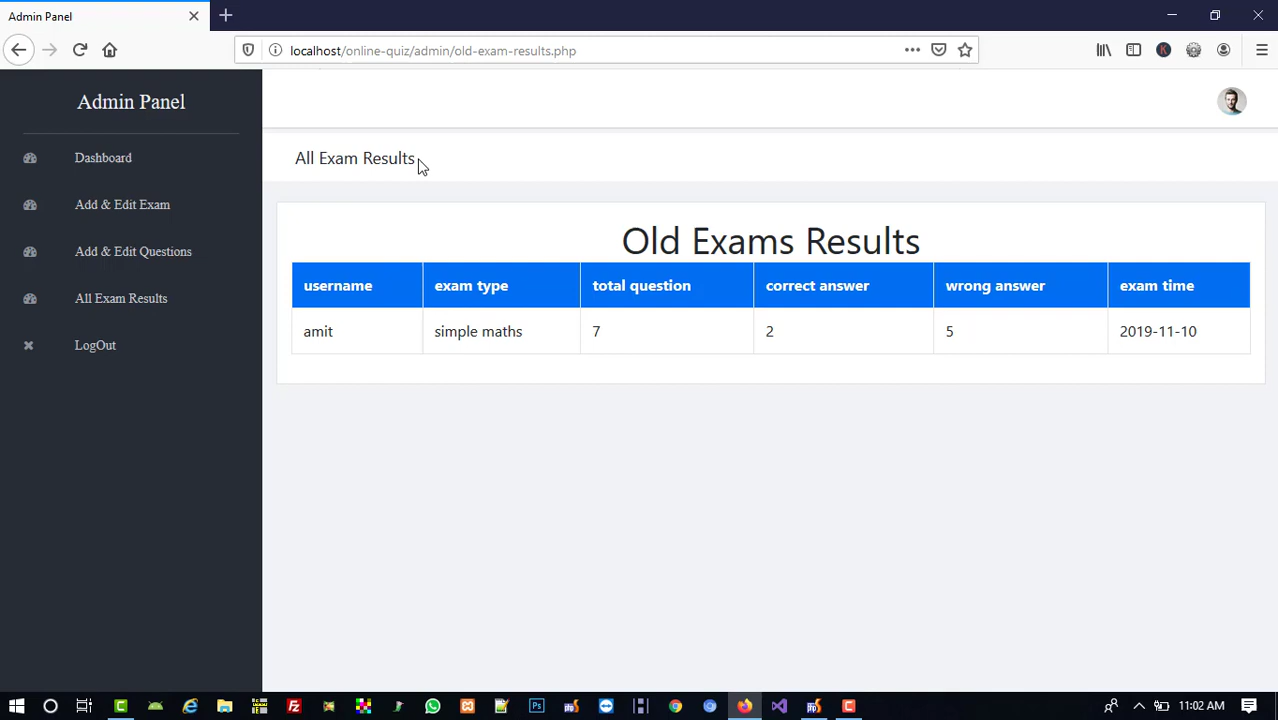 Admin Panel
localhost/online-quiz/admin/old-exam-results.php
Admin Panel
Dashboard
Add & Edit Exam
Add & Edit Questions
All Exam Results
LogOut
All Exam Results
Old Exams Results
username exam type total question correct answer wrong answer exam time
amit simple maths 7 2 5 2019-11-10
11:02 AM